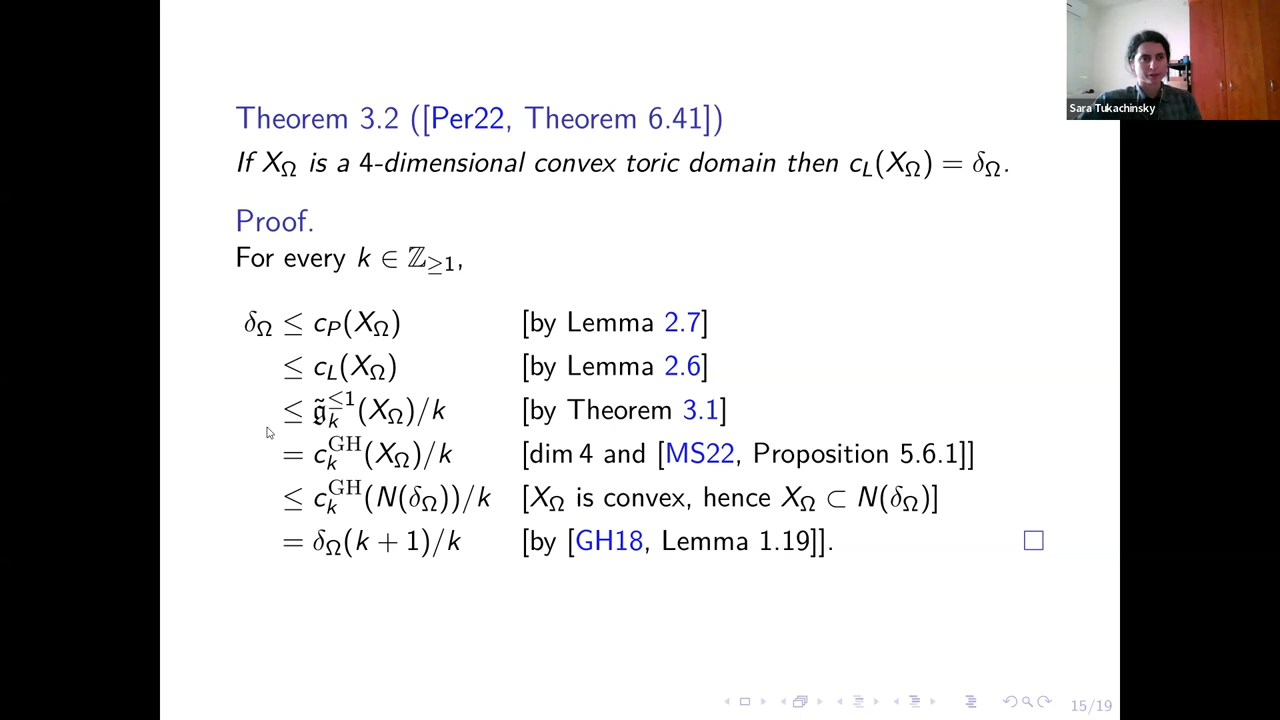 Sara Tukachinsky
Theorem 3.2 ([Per22, Theorem 6.41])
If X_Ω is a 4-dimensional convex toric domain then c_L(X_Ω) = δ_Ω.
Proof.
For every k ∈ ℤ_{≥1},
δ_Ω ≤ c_P(X_Ω) [by Lemma 2.7]
≤ c_L(X_Ω) [by Lemma 2.6]
≤ 𝔤̃_k^{≤1}(X_Ω)/k [by Theorem 3.1]
= c_k^{GH}(X_Ω)/k [dim 4 and [MS22, Proposition 5.6.1]]
≤ c_k^{GH}(N(δ_Ω))/k [X_Ω is convex, hence X_Ω ⊂ N(δ_Ω)]
= δ_Ω(k + 1)/k [by [GH18, Lemma 1.19]]. □
15/19